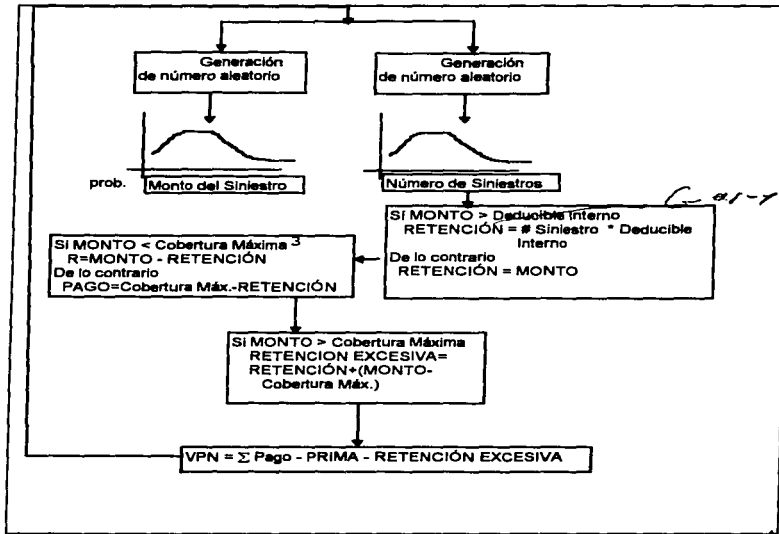 Generación
de número aleatorio
Generación
de número aleatorio
prob.
Monto del Siniestro
Número de Siniestros
Si MONTO > Deducible Interno
RETENCIÓN = # Siniestro * Deducible
Interno
De lo contrario
RETENCIÓN = MONTO
Si MONTO < Cobertura Máxima 3
R=MONTO - RETENCIÓN
De lo contrario
PAGO=Cobertura Máx.-RETENCIÓN
Si MONTO > Cobertura Máxima
RETENCION EXCESIVA=
RETENCIÓN+(MONTO-
Cobertura Máx.)
VPN = Σ Pago - PRIMA - RETENCIÓN EXCESIVA